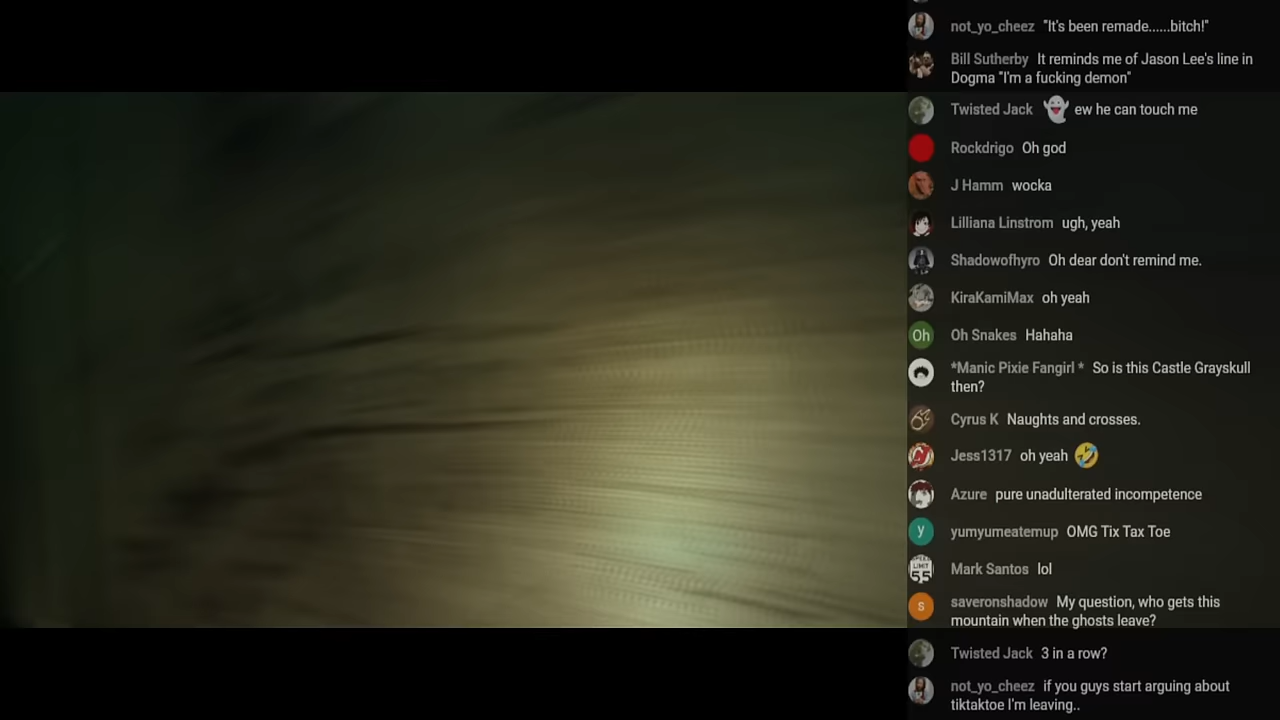 not_yo_cheez "It's been remade......bitch!"
Bill Sutherby It reminds me of Jason Lee's line in
Dogma "I'm a fucking demon"
Twisted Jack 👻 ew he can touch me
Rockdrigo Oh god
J Hamm wocka
Lilliana Linstrom ugh, yeah
Shadowofhyro Oh dear don't remind me.
KiraKamiMax oh yeah
Oh Oh Snakes Hahaha
*Manic Pixie Fangirl * So is this Castle Grayskull
then?
Cyrus K Naughts and crosses.
Jess1317 oh yeah 🤣
Azure pure unadulterated incompetence
y yumyumeatemup OMG Tix Tax Toe
LIMIT
55
Mark Santos lol
s saveronshadow My question, who gets this
mountain when the ghosts leave?
Twisted Jack 3 in a row?
not_yo_cheez if you guys start arguing about
tiktaktoe I'm leaving..